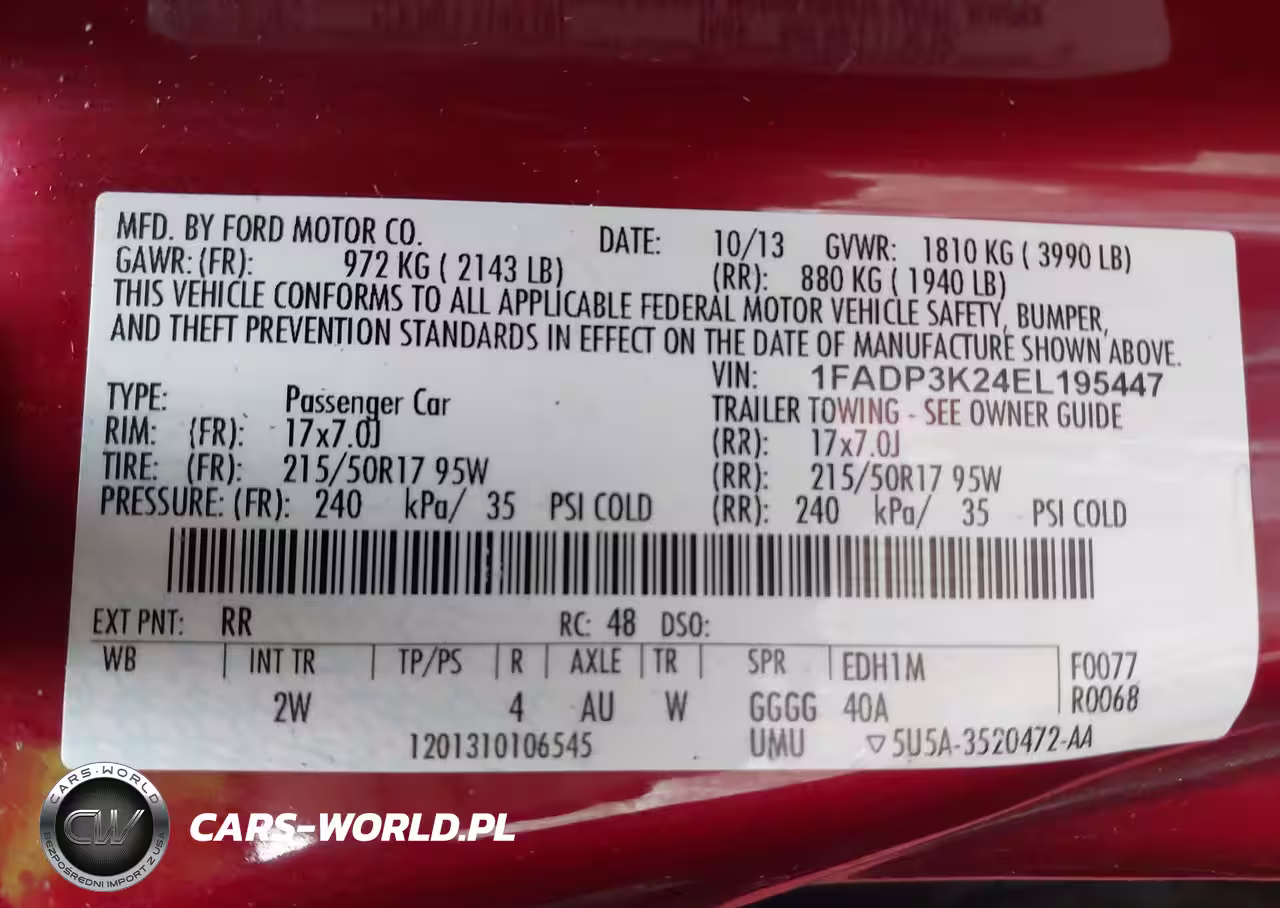 MFD. BY FORD MOTOR CO. DATE: 10/13 GVWR: 1810 KG ( 3990 LB)
GAWR: (FR): 972 KG ( 2143 LB) (RR): 880 KG ( 1940 LB)
THIS VEHICLE CONFORMS TO ALL APPLICABLE FEDERAL MOTOR VEHICLE SAFETY, BUMPER,
AND THEFT PREVENTION STANDARDS IN EFFECT ON THE DATE OF MANUFACTURE SHOWN ABOVE.
VIN: 1FADP3K24EL195447
TYPE: Passenger Car TRAILER TOWING - SEE OWNER GUIDE
RIM: (FR): 17x7.0J (RR): 17x7.0J
TIRE: (FR): 215/50R17 95W (RR): 215/50R17 95W
PRESSURE: (FR): 240 kPa/ 35 PSI COLD (RR): 240 kPa/ 35 PSI COLD
EXT PNT: RR RC: 48 DSO:
WB INT TR TP/PS R AXLE TR SPR EDH1M F0077
2W 4 AU W GGGG 40A R0068
1201310106545 UMU ▽5U5A-3520472-AA
CARS-WORLD
CW
BEZPOŚREDNI IMPORT Z USA
CARS-WORLD.PL